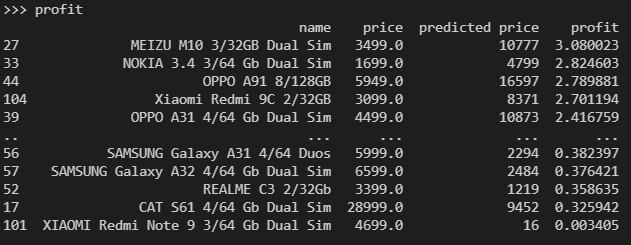 >>> profit
name price predicted price profit
27 MEIZU M10 3/32GB Dual Sim 3499.0 10777 3.080023
33 NOKIA 3.4 3/64 Gb Dual Sim 1699.0 4799 2.824603
44 OPPO A91 8/128GB 5949.0 16597 2.789881
104 Xiaomi Redmi 9C 2/32GB 3099.0 8371 2.701194
39 OPPO A31 4/64 Gb Dual Sim 4499.0 10873 2.416759
.. ... ... ... ...
56 SAMSUNG Galaxy A31 4/64 Duos 5999.0 2294 0.382397
57 SAMSUNG Galaxy A32 4/64 Gb Dual Sim 6599.0 2484 0.376421
52 REALME C3 2/32Gb 3399.0 1219 0.358635
17 CAT S61 4/64 Gb Dual Sim 28999.0 9452 0.325942
101 XIAOMI Redmi Note 9 3/64 Gb Dual Sim 4699.0 16 0.003405